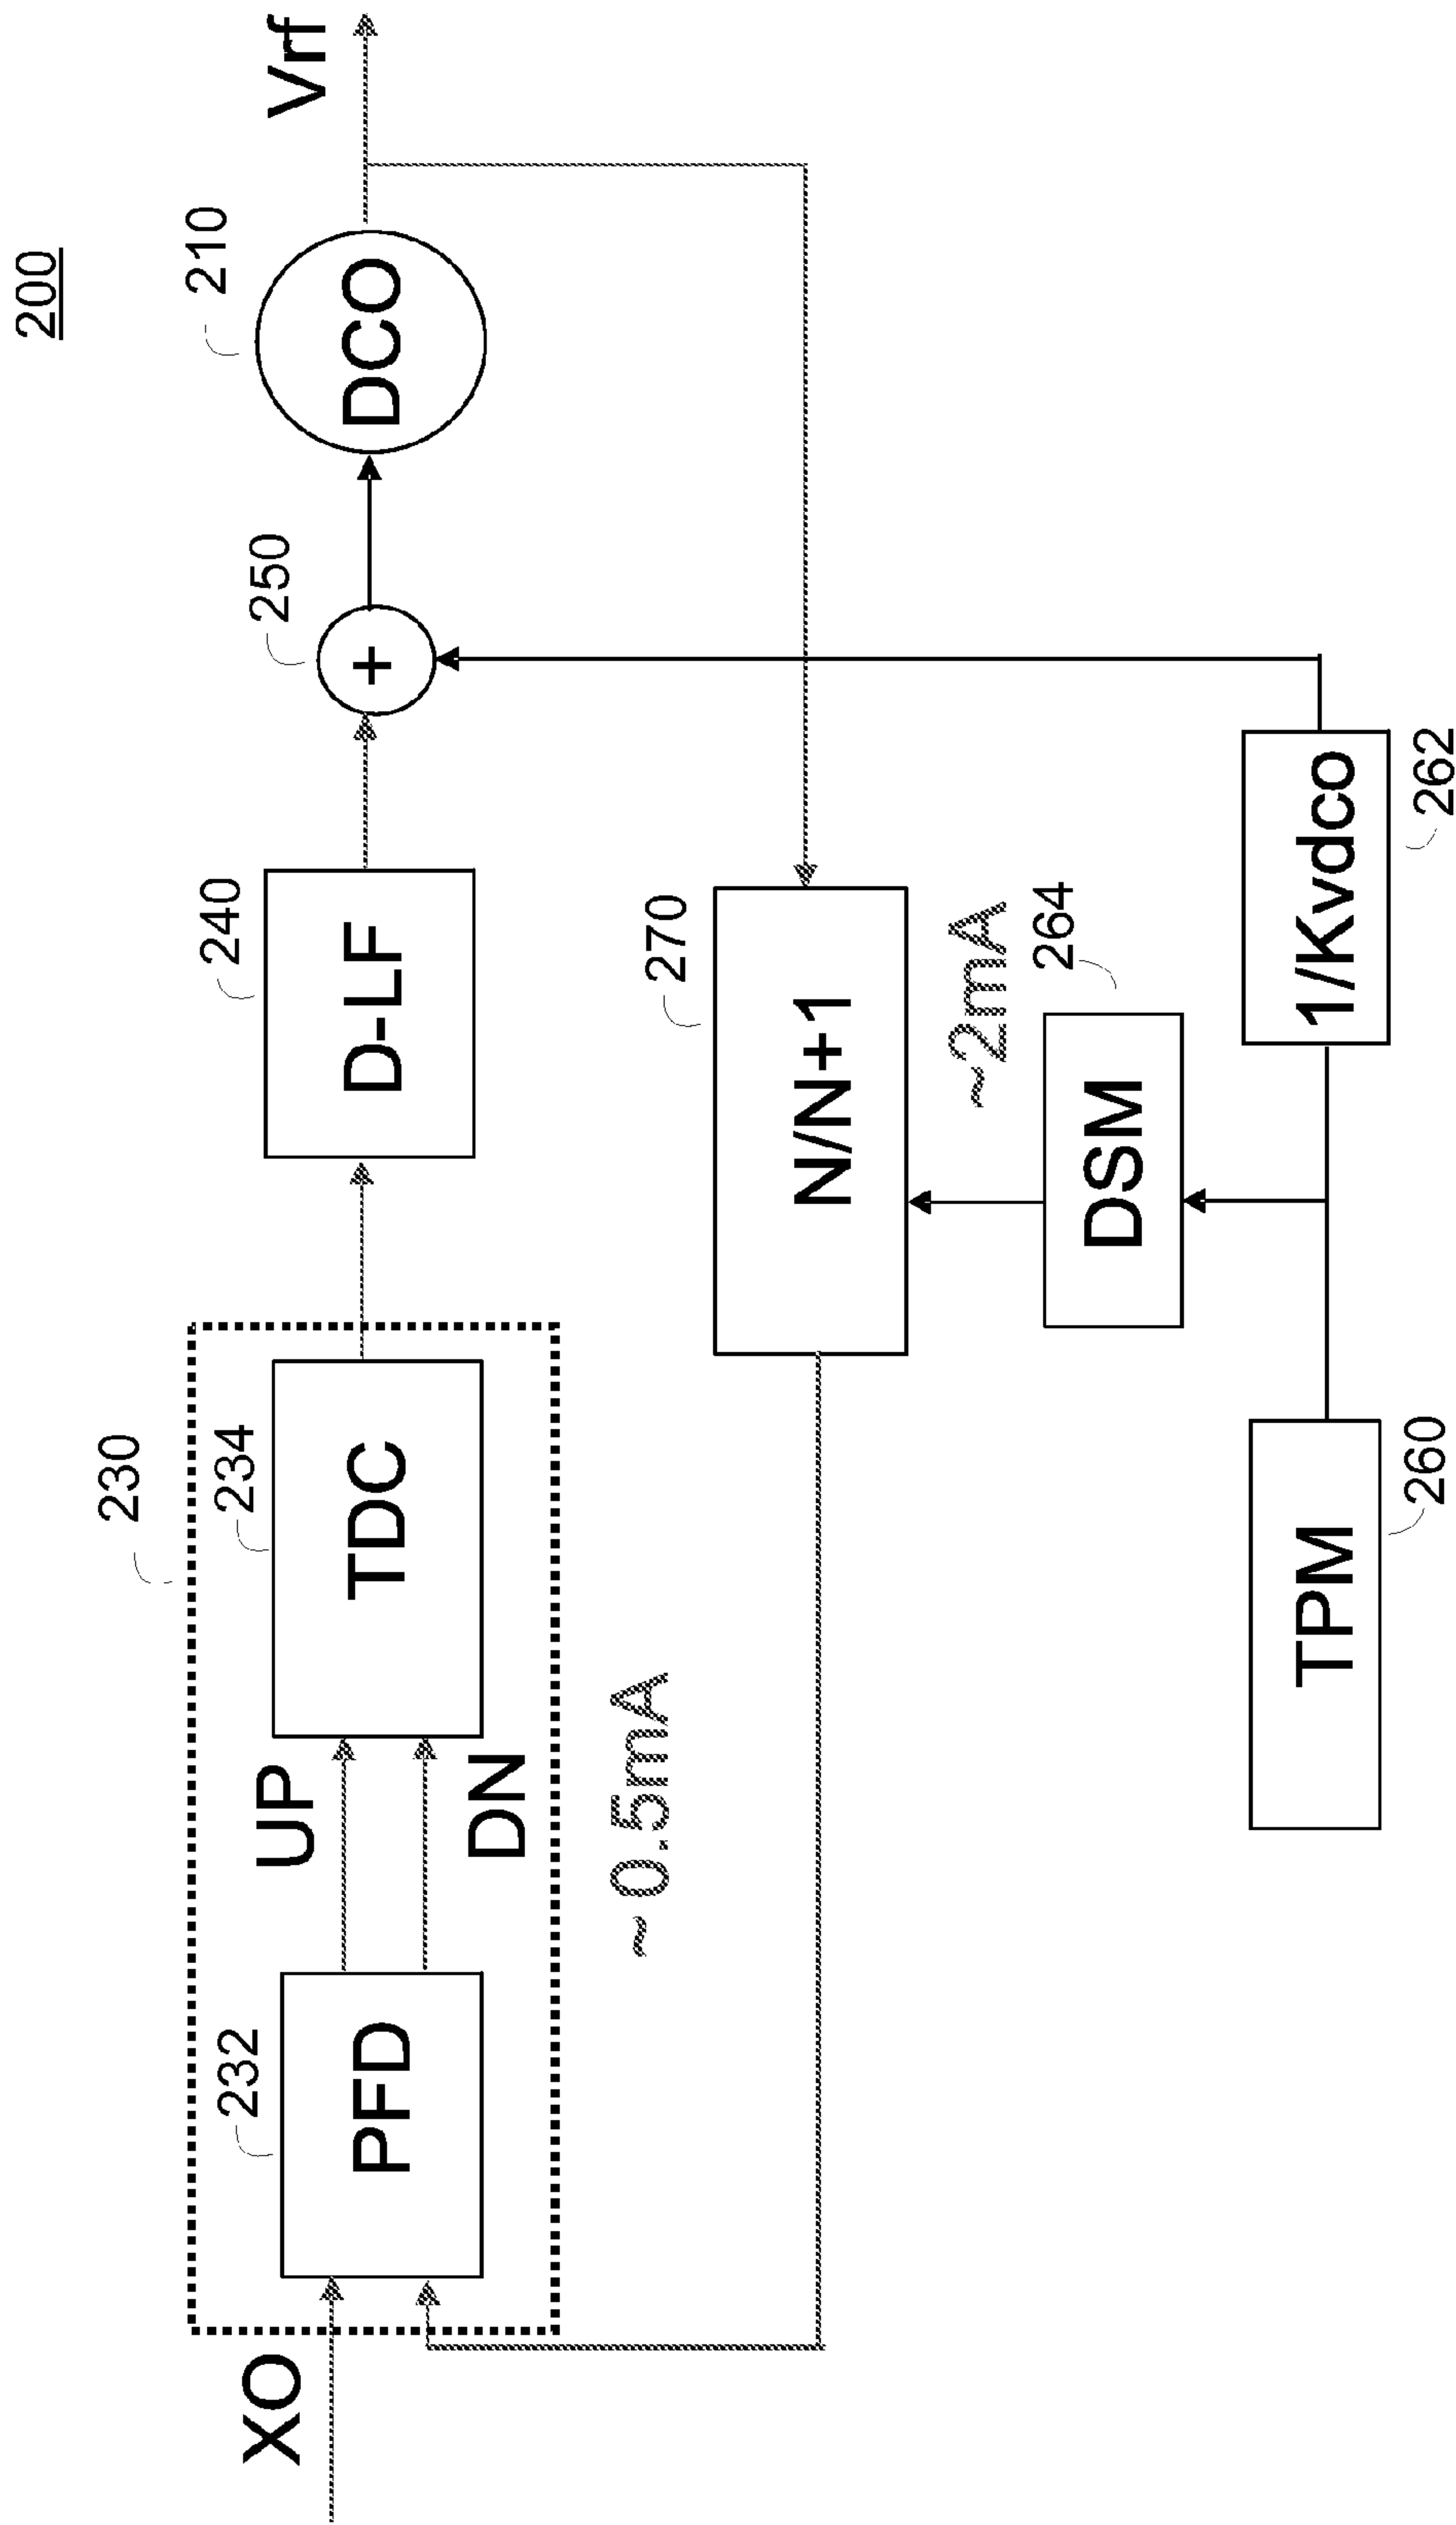 200
Vrf
210
DCO
250
+
240
D-LF
230
234
TDC
UP
DN
232
PFD
XO
~ 0.5mA
270
N/N+1
~2mA
264
DSM
1/Kvdco
262
TPM
260